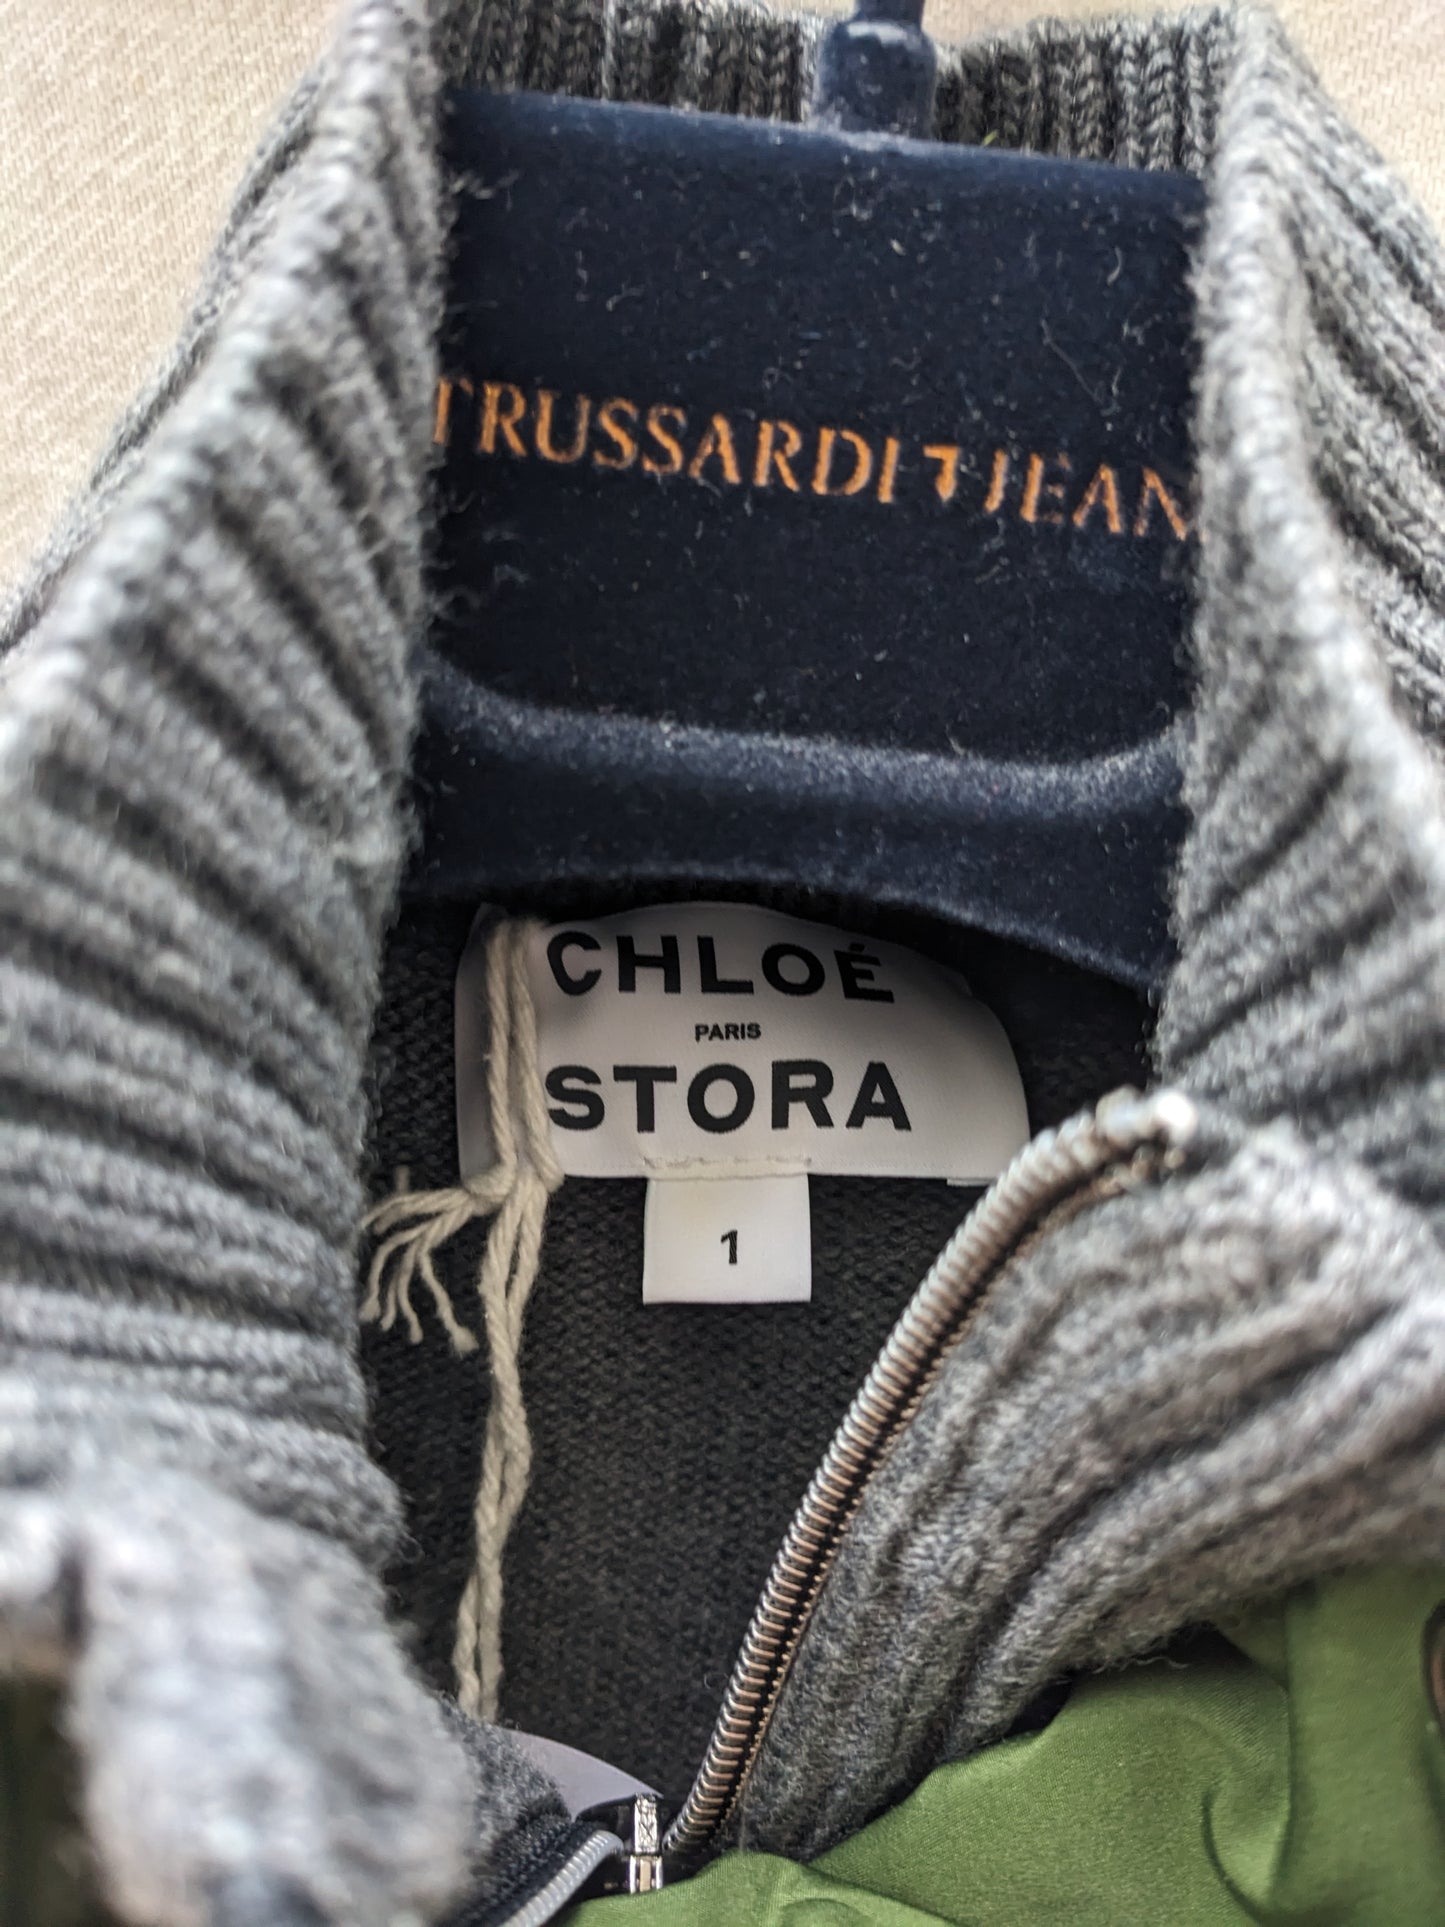 TRUSSARDI JEAN
CHLOÉ
PARIS
STORA
1